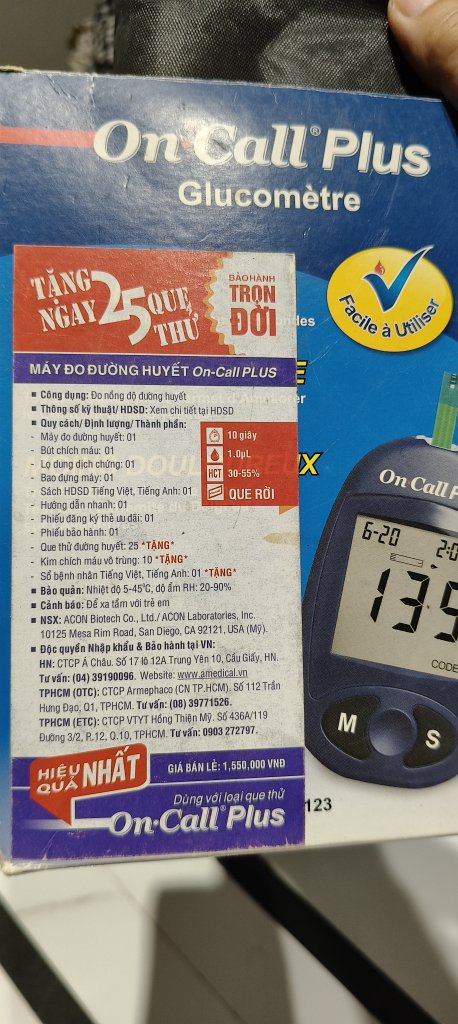 On·Call® Plus
Glucomètre
TẶNG NGAY 25 QUE THỬ
BẢO HÀNH
TRỌN ĐỜI
Facile à Utiliser
MÁY ĐO ĐƯỜNG HUYẾT On-Call PLUS
■ Công dụng: Đo nồng độ đường huyết
■ Thông số kỹ thuật/ HDSD: Xem chi tiết tại HDSD
■ Quy cách/ Định lượng/ Thành phần:
- Máy đo đường huyết: 01
- Bút chích máu: 01
- Lọ dung dịch chứng: 01
- Bao đựng máy: 01
- Sách HDSD Tiếng Việt, Tiếng Anh: 01
- Hướng dẫn nhanh: 01
- Phiếu đăng ký thẻ ưu đãi: 01
- Phiếu bảo hành: 01
- Que thử đường huyết: 25 *TẶNG*
- Kim chích máu vô trùng: 10 *TẶNG*
- Sổ bệnh nhân Tiếng Việt, Tiếng Anh: 01 *TẶNG*
10 giây
1.0µL
HCT 30-55%
QUE RỜI
■ Bảo quản: Nhiệt độ 5-45°C, độ ẩm RH: 20-90%
■ Cảnh báo: Để xa tầm với trẻ em
■ NSX: ACON Biotech Co., Ltd./ ACON Laboratories, Inc.
10125 Mesa Rim Road, San Diego, CA 92121, USA (Mỹ).
■ Độc quyền Nhập khẩu & Bảo hành tại VN:
HN: CTCP Á Châu. Số 17 lô 12A Trung Yên 10, Cầu Giấy, HN.
Tư vấn: (04) 39190096. Website: www.amedical.vn
TPHCM (OTC): CTCP Armephaco (CN TP.HCM). Số 112 Trần
Hưng Đạo, Q1, TPHCM. Tư vấn: (08) 39771526.
TPHCM (ETC): CTCP VTYT Hồng Thiện Mỹ. Số 436A/119
Đường 3/2, P.12, Q.10, TPHCM. Tư vấn: 0903 272797.
HIỆU QUẢ NHẤT
GIÁ BÁN LẺ: 1,550,000 VNĐ
Dùng với loại que thử
On·Call® Plus
On Call P
6-20 2:0
135
CODE
M
S
123